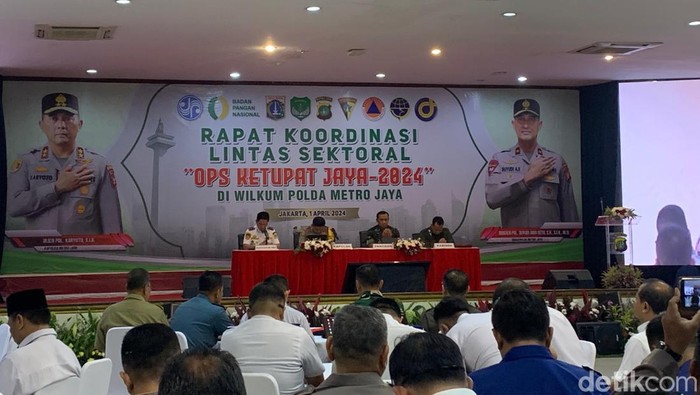 BADAN
PANGAN
NASIONAL
RAPAT KOORDINASI
LINTAS SEKTORAL
"OPS KETUPAT JAYA-2024"
DI WILKUM POLDA METRO JAYA
JAKARTA, 1 APRIL 2024
detikcom